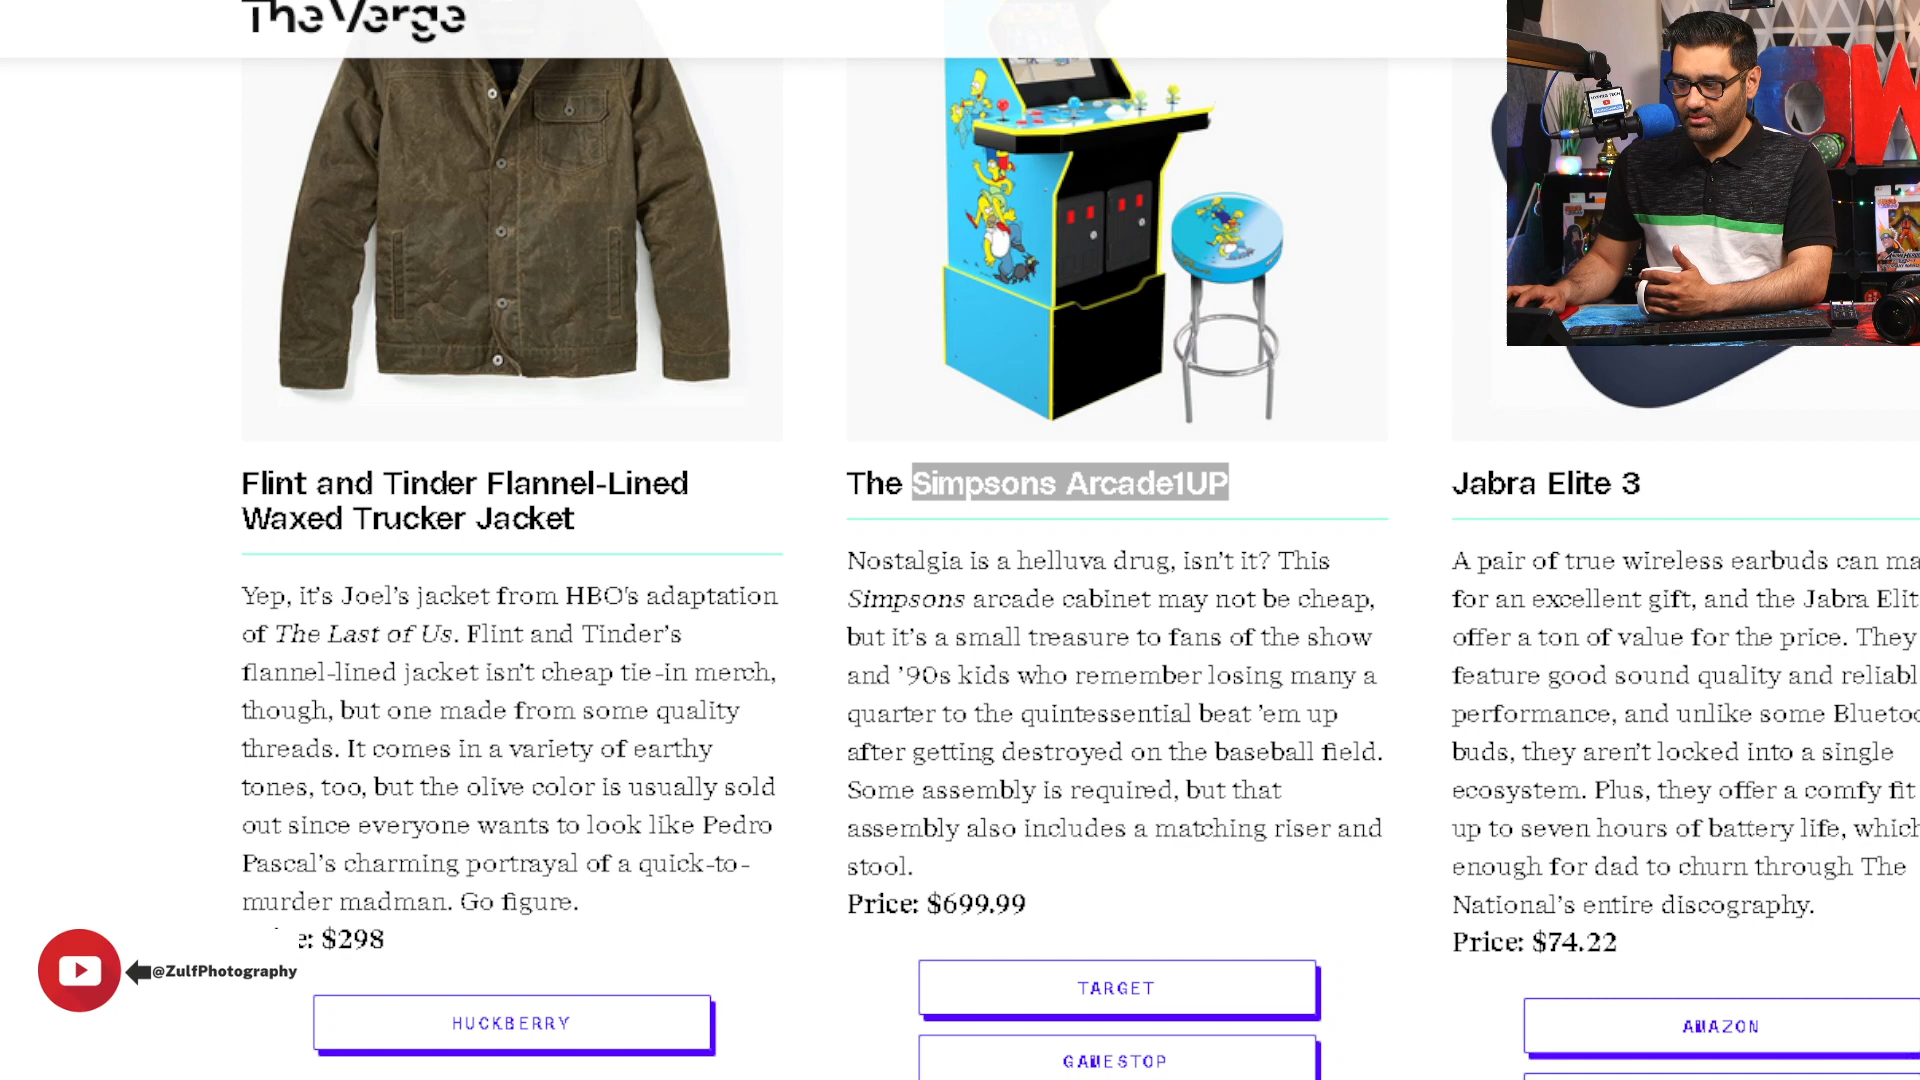 The Verge
Flint and Tinder Flannel-Lined
Waxed Trucker Jacket
Yep, it's Joel's jacket from HBO's adaptation
of The Last of Us. Flint and Tinder's
flannel-lined jacket isn't cheap tie-in merch,
though, but one made from some quality
threads. It comes in a variety of earthy
tones, too, but the olive color is usually sold
out since everyone wants to look like Pedro
Pascal's charming portrayal of a quick-to-
murder madman. Go figure.
e: $298
@ZulfPhotography
HUCKBERRY
The Simpsons Arcade1UP
Nostalgia is a helluva drug, isn't it? This
Simpsons arcade cabinet may not be cheap,
but it's a small treasure to fans of the show
and '90s kids who remember losing many a
quarter to the quintessential beat 'em up
after getting destroyed on the baseball field.
Some assembly is required, but that
assembly also includes a matching riser and
stool.
Price: $699.99
TARGET
GAMESTOP
Jabra Elite 3
A pair of true wireless earbuds can ma
for an excellent gift, and the Jabra Elit
offer a ton of value for the price. They
feature good sound quality and reliabl
performance, and unlike some Bluetoo
buds, they aren't locked into a single
ecosystem. Plus, they offer a comfy fit
up to seven hours of battery life, which
enough for dad to churn through The
National's entire discography.
Price: $74.22
AMAZON